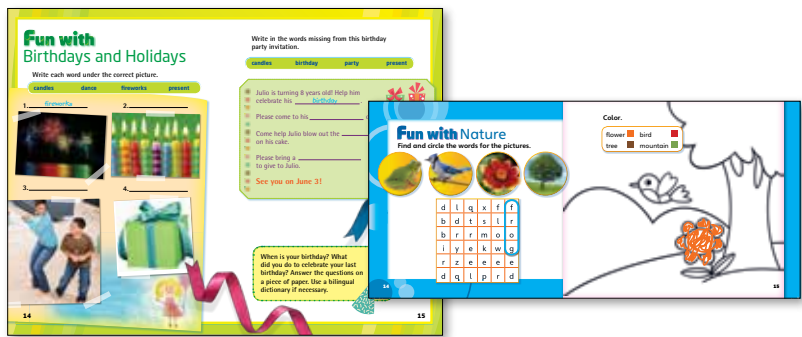 Fun with
Birthdays and Holidays
Write each word under the correct picture.
candles dance fireworks present
1. fireworks 2.
3. 4.
14
Write in the words missing from this birthday
party invitation.
candles birthday party present
Julio is turning 8 years old! Help him
celebrate his birthday
Please come to his
Come help Julio blow out the
on his cake.
Please bring a
to give to Julio.
See you on June 3!
When is your birthday? What
did you do to celebrate your last
birthday? Answer the questions on
a piece of paper. Use a bilingual
dictionary if necessary.
15
Fun with Nature
Find and circle the words for the pictures.
d l q x f f
b d t s l r
b r r m o o
i y e k w g
r z e e e e
d q l p r d
14
Color.
flower bird
tree mountain
15